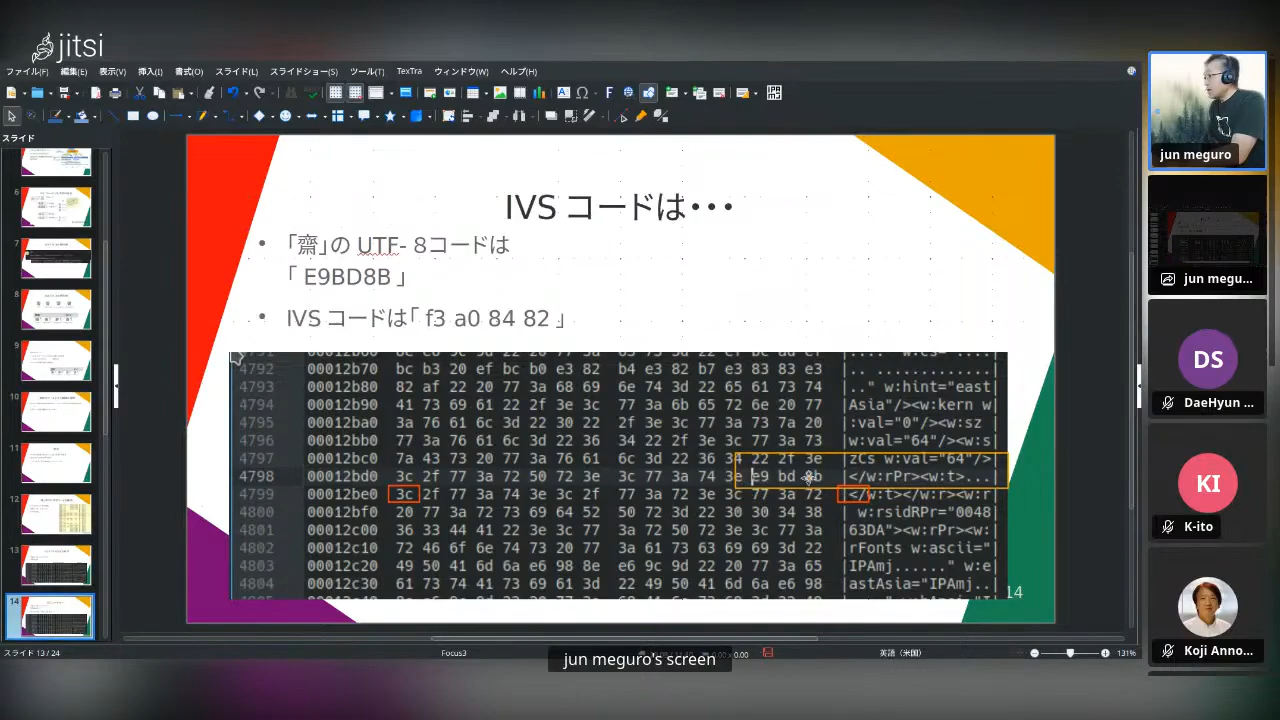 jitsi
ファイル(F) 編集(E) 表示(V) 挿入(I) 書式(O) スライド(L) スライドショー(S) ツール(T) TexTra ウィンドウ(W) ヘルプ(H)
スライド
6
7
8
9
10
11
12
13
14
IVS コードは・・・
• 「齋」の UTF- 8コードは
「 E9BD8B 」
• IVS コードは「 f3 a0 84 82 」
4792 00012b70 bc b3 20 ef bc b0 e3 82 b4 e3 82 b7 e3 83 83 e3
4793 00012b80 82 af 22 20 77 3a 68 69 6e 74 3d 22 65 61 73 74 |.." w:hint="east|
4794 00012b90 41 73 69 61 22 2f 3e 3c 77 3a 6b 65 72 6e 20 77 |Asia"/><w:kern w|
4795 00012ba0 3a 76 61 6c 3d 22 30 22 2f 3e 3c 77 3a 73 7a 20 |:val="0"/><w:sz |
4796 00012bb0 77 3a 76 61 6c 3d 22 36 34 22 2f 3e 3c 77 3a 73 |w:val="64"/><w:s|
4797 00012bc0 7a 43 73 20 77 3a 76 61 6c 3d 22 36 34 22 2f 3e |zCs w:val="64"/>|
4798 00012bd0 3c 2f 77 3a 72 50 72 3e 3c 77 3a 74 3e e9 bd 8b |</w:rPr><w:t>...|
4799 00012be0 3c 2f 77 3a 74 3e 3c 2f 77 3a 72 3e 3c 77 3a 72 |</w:t></w:r><w:r|
4800 00012bf0 20 77 3a 72 73 69 64 52 50 72 3d 22 30 30 34 38 | w:rsidRPr="0048|
4801 00012c00 36 33 44 41 22 3e 3c 77 3a 72 50 72 3e 3c 77 3a |63DA"><w:rPr><w:|
4802 00012c10 72 46 6f 6e 74 73 20 77 3a 61 73 63 69 69 3d 22 |rFonts w:ascii="|
4803 00012c20 49 50 41 6d 6a e6 98 8e e6 9c 9d 22 20 77 3a 65 |IPAmj......" w:e|
4804 00012c30 61 73 74 41 73 69 61 3d 22 49 50 41 6d 6a e6 98 |astAsia="IPAmj..|
14
スライド 13 / 24
Focus3
英語（米国）
131%
jun meguro's screen
jun meguro
jun megu...
DS
DaeHyun ...
KI
K-ito
Koji Anno...